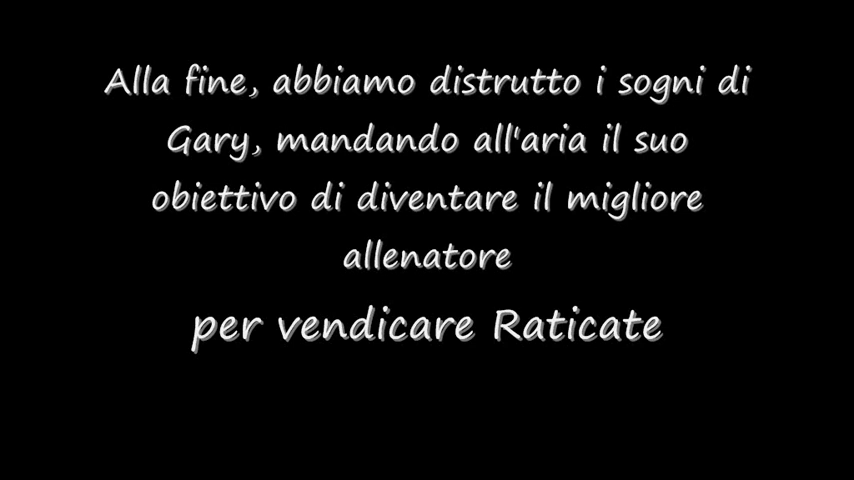 Alla fine, abbiamo distrutto i sogni di
Gary, mandando all'aria il suo
obiettivo di diventare il migliore
allenatore
per vendicare Raticate